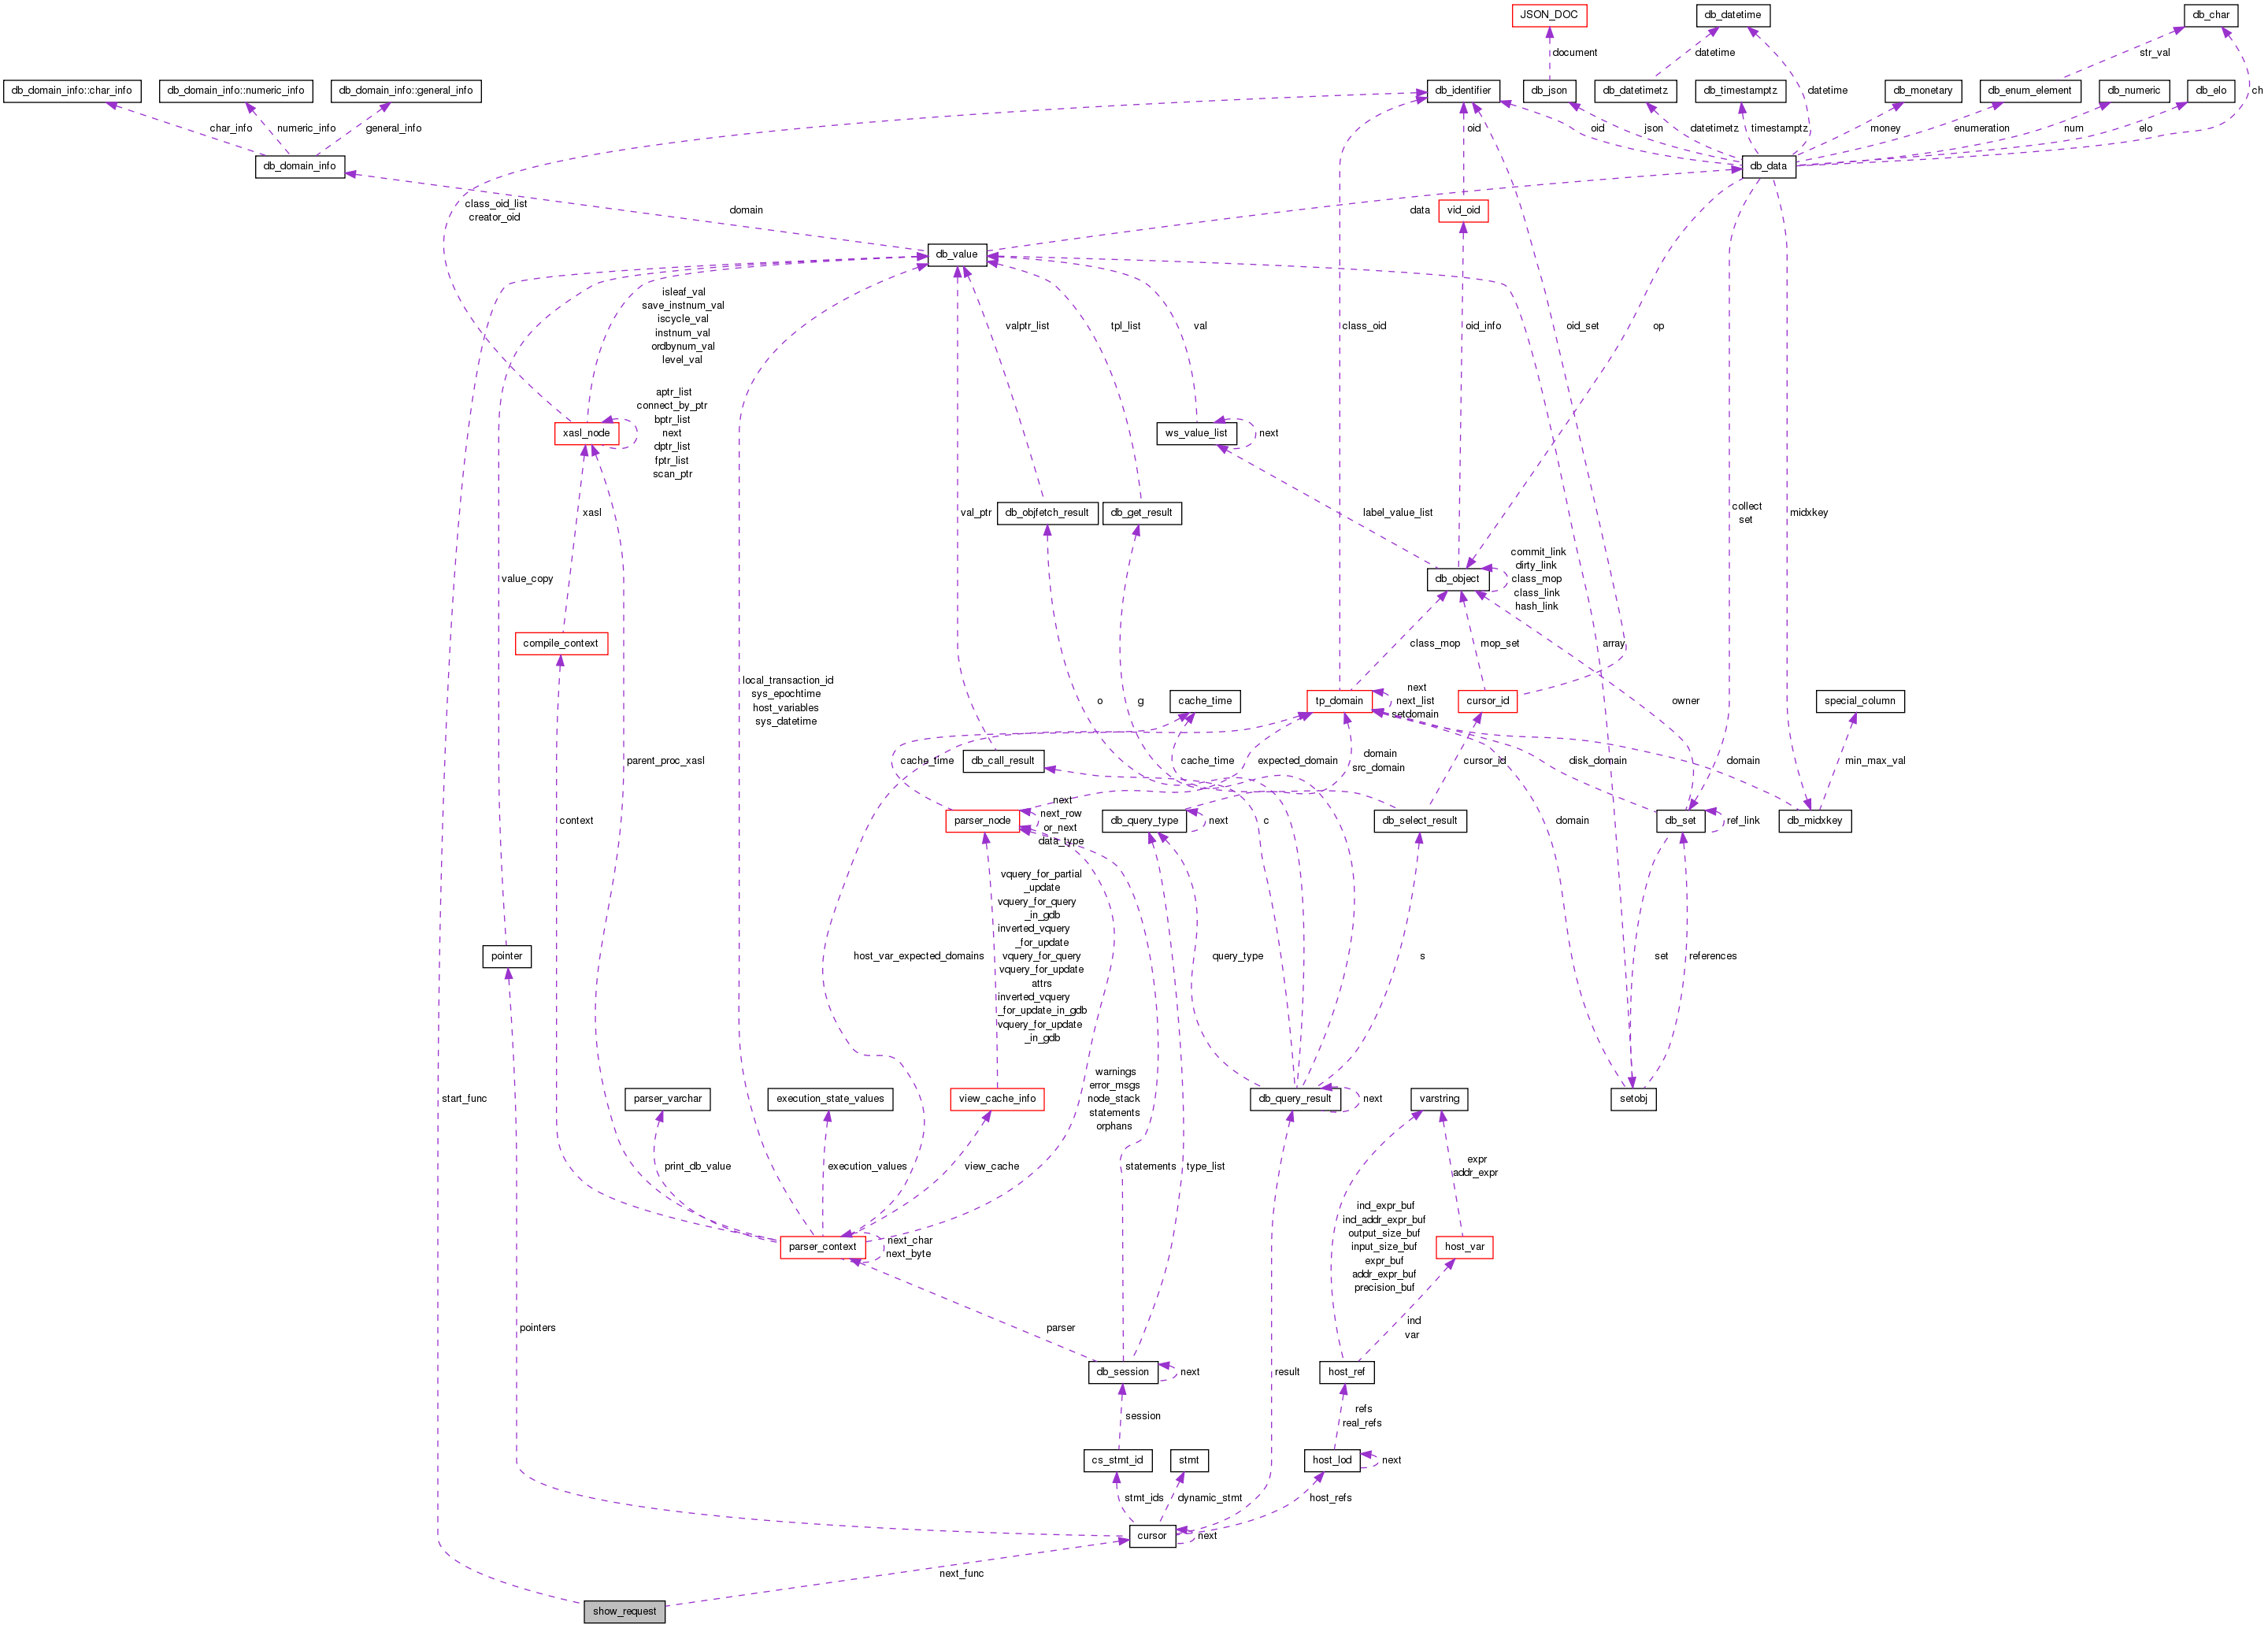 JSON_DOC
db_datetime
db_char
document
datetime
str_val
db_domain_info::char_info
db_domain_info::numeric_info
db_domain_info::general_info
db_identifier
db_json
db_datetimetz
db_timestamptz
db_monetary
db_enum_element
db_numeric
db_elo
datetime
ch
char_info
numeric_info
general_info
oid
oid
json
datetimetz
timestamptz
money
enumeration
num
elo
db_domain_info
db_data
class_oid_list
creator_oid
domain
data
vid_oid
db_value
isleaf_val
save_instnum_val
iscycle_val
instnum_val
ordbynum_val
level_val
valptr_list
tpl_list
val
class_oid
oid_info
oid_set
op
aptr_list
connect_by_ptr
bptr_list
next
dptr_list
fptr_list
scan_ptr
xasl_node
ws_value_list
next
xasl
val_ptr
db_objfetch_result
db_get_result
label_value_list
collect
set
midxkey
value_copy
db_object
commit_link
dirty_link
class_mop
class_link
hash_link
compile_context
class_mop
mop_set
array
local_transaction_id
sys_epochtime
host_variables
sys_datetime
cache_time
o
g
tp_domain
next
next_list
setdomain
cursor_id
owner
special_column
parent_proc_xasl
cache_time
db_call_result
cache_time
expected_domain
domain
src_domain
cursor_id
disk_domain
domain
min_max_val
context
parser_node
next
next_row
or_next
data_type
db_query_type
next
c
db_select_result
domain
db_set
ref_link
db_midxkey
vquery_for_partial
_update
vquery_for_query
_in_gdb
inverted_vquery
_for_update
vquery_for_query
vquery_for_update
attrs
inverted_vquery
_for_update_in_gdb
vquery_for_update
_in_gdb
pointer
host_var_expected_domains
query_type
s
set
references
start_func
parser_varchar
execution_state_values
view_cache_info
warnings
error_msgs
node_stack
statements
orphans
db_query_result
next
varstring
setobj
print_db_value
execution_values
view_cache
statements
type_list
expr
addr_expr
parser_context
next_char
next_byte
ind_expr_buf
ind_addr_expr_buf
output_size_buf
input_size_buf
expr_buf
addr_expr_buf
precision_buf
host_var
pointers
parser
ind
var
db_session
next
result
host_ref
session
refs
real_refs
cs_stmt_id
stmt
host_lod
next
stmt_ids
dynamic_stmt
host_refs
cursor
next
next_func
show_request